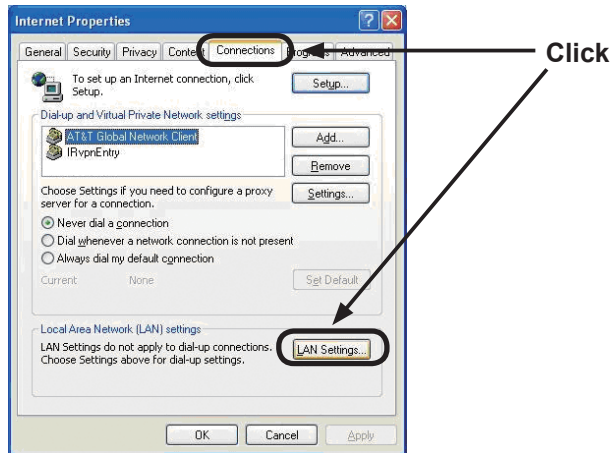 Internet Properties
General Security Privacy Content Connections Programs Advanced
Click
To set up an Internet connection, click
Setup.
Setup...
Dial-up and Virtual Private Network settings
AT&T Global Network Client
IRvpnEntry
Add...
Remove
Choose Settings if you need to configure a proxy
server for a connection.
Settings...
Never dial a connection
Dial whenever a network connection is not present
Always dial my default connection
Current None
Set Default
Local Area Network (LAN) settings
LAN Settings do not apply to dial-up connections.
Choose Settings above for dial-up settings.
LAN Settings...
OK Cancel Apply